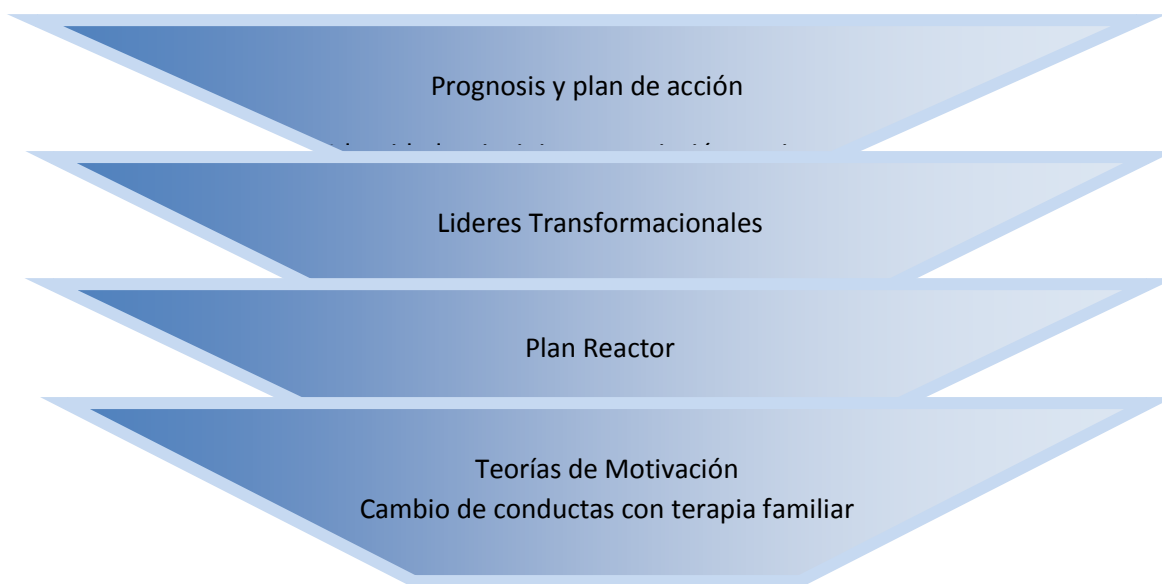 Prognosis y plan de acción
Lideres Transformacionales
Plan Reactor
Teorías de Motivación
Cambio de conductas con terapia familiar